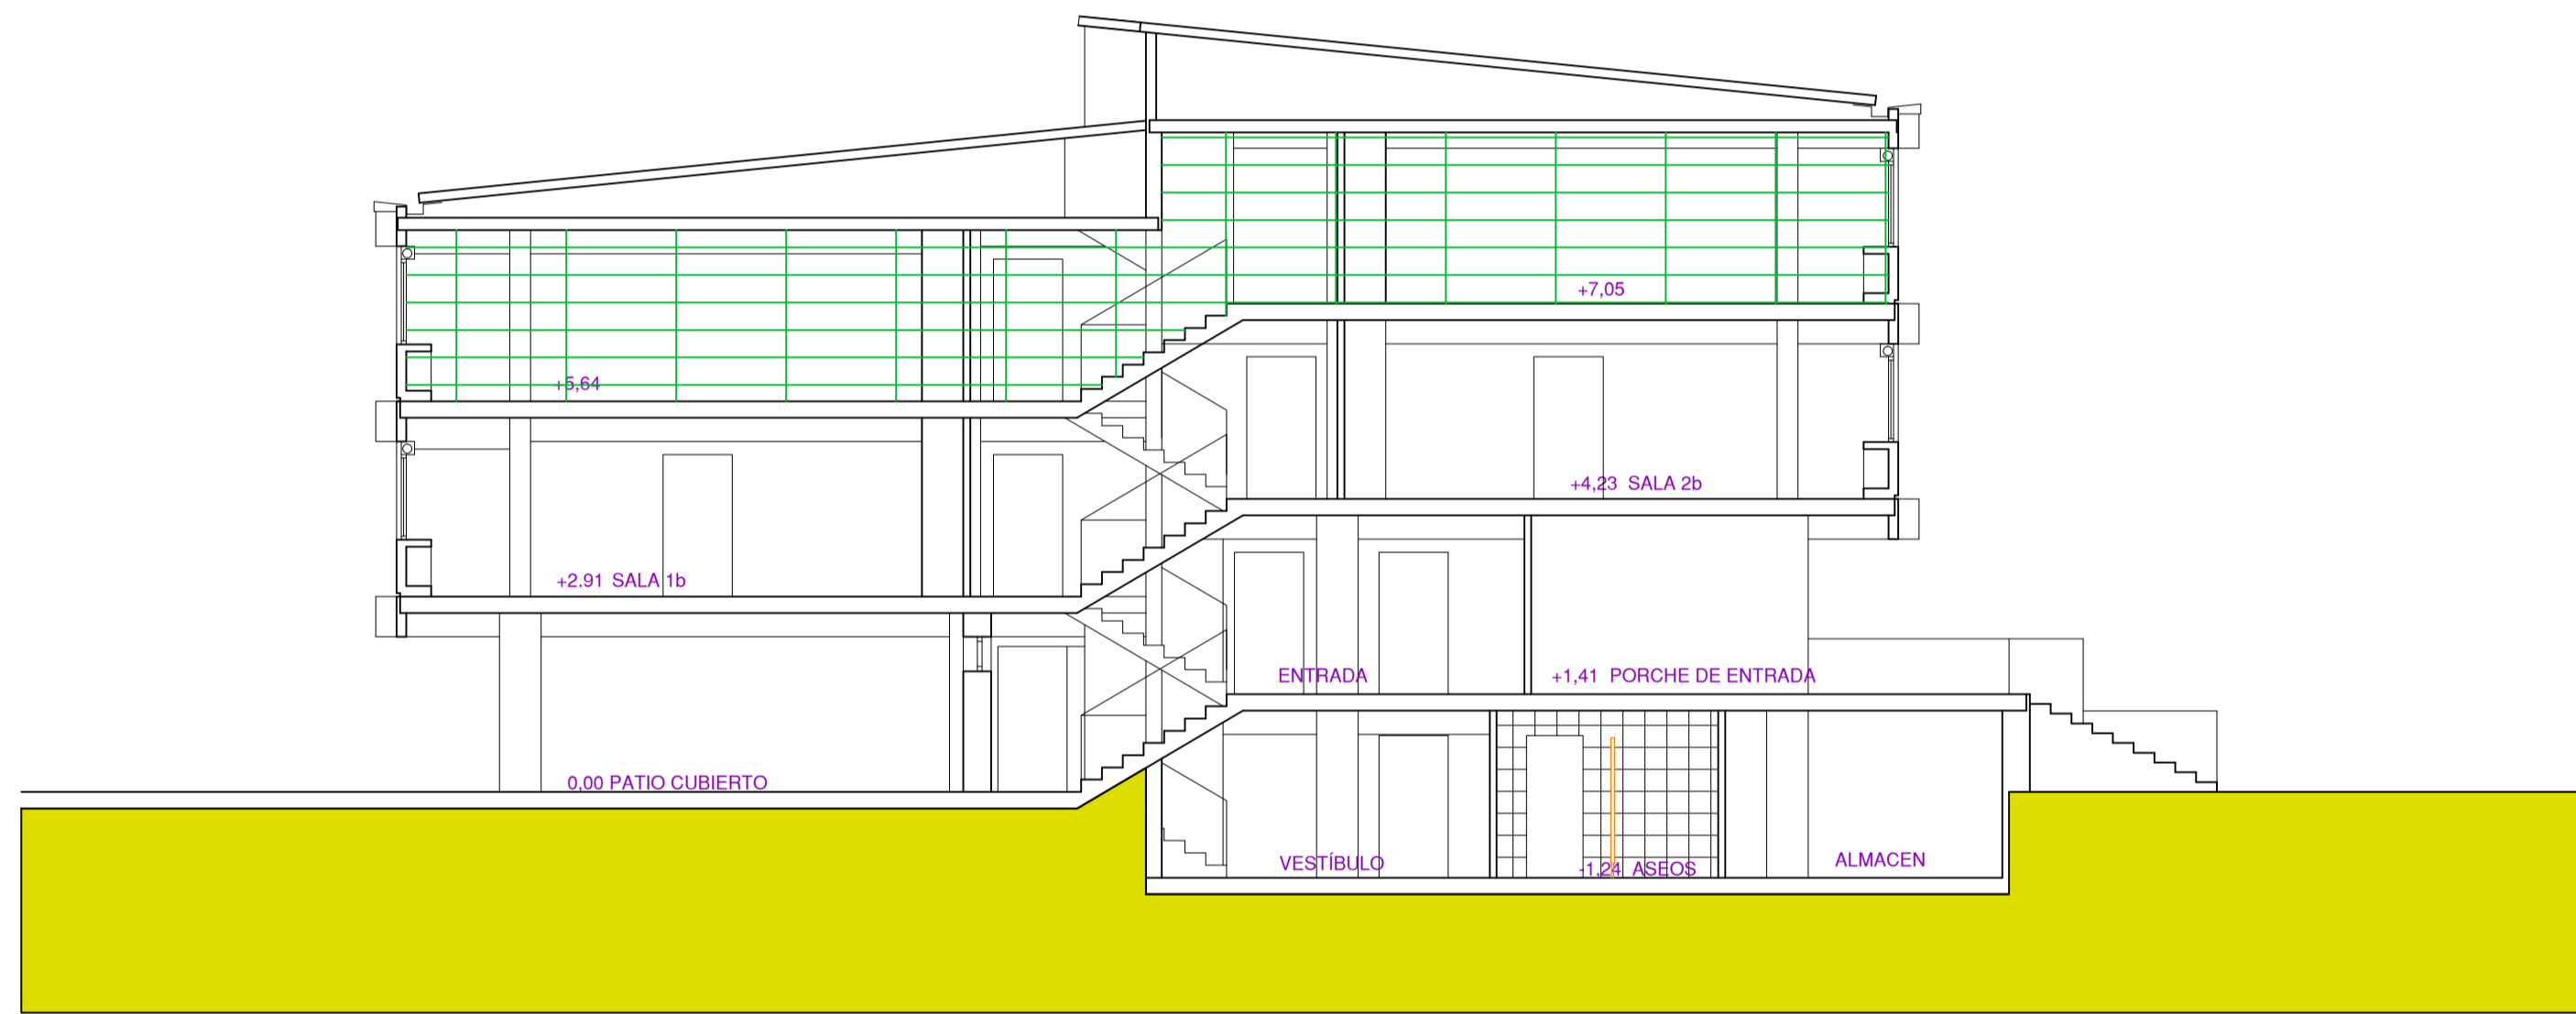 +7,05
+5,64
+4,23 SALA 2b
+2.91 SALA 1b
ENTRADA
+1,41 PORCHE DE ENTRADA
0,00 PATIO CUBIERTO
VESTÍBULO
-1,24 ASEOS
ALMACEN